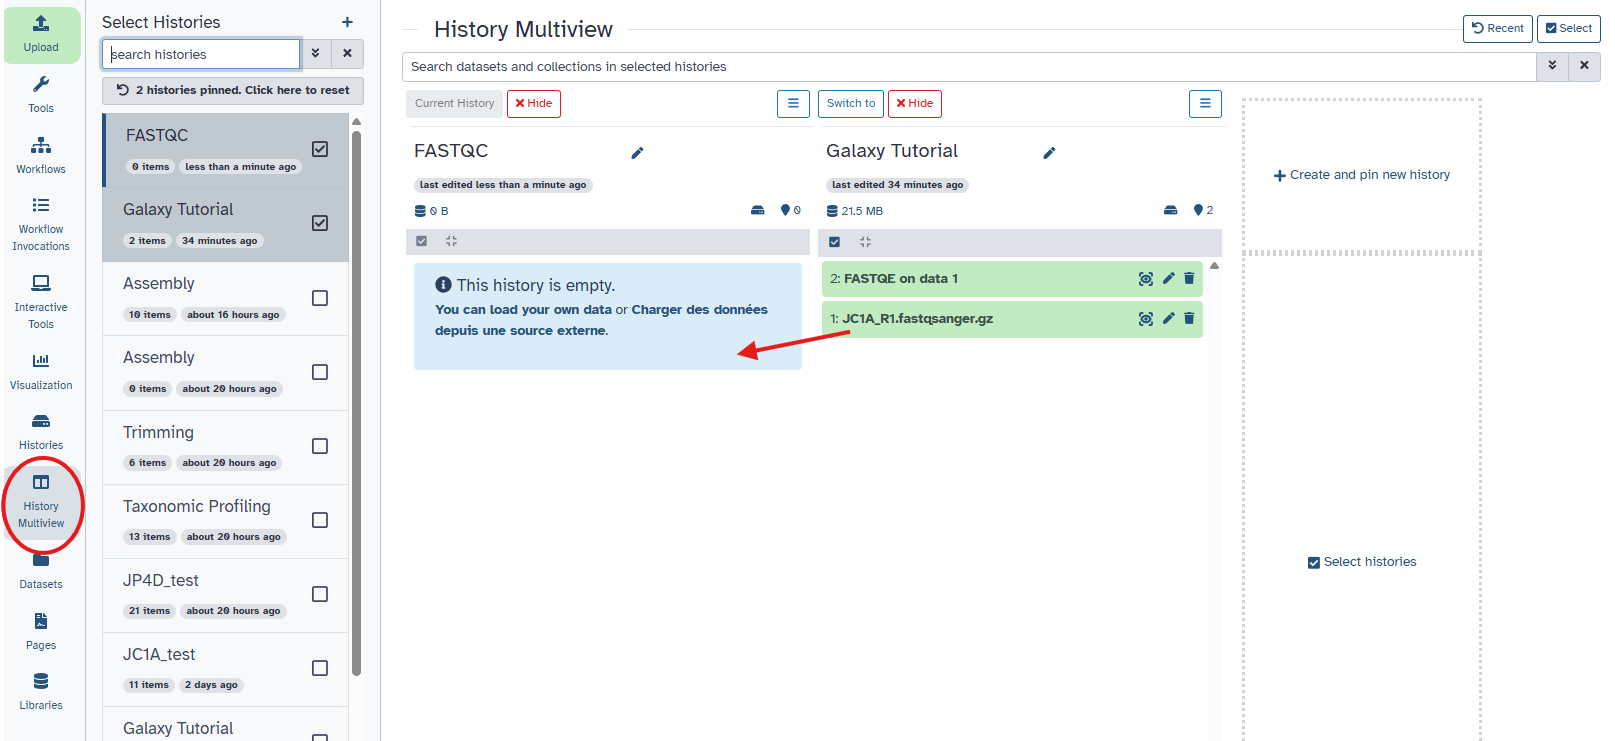 Upload
Tools
Workflows
Workflow
Invocations
Interactive
Tools
Visualization
Histories
History
Multiview
Datasets
Pages
Libraries
Select Histories
search histories
2 histories pinned. Click here to reset
FASTQC
0 items less than a minute ago
Galaxy Tutorial
2 items 34 minutes ago
Assembly
10 items about 16 hours ago
Assembly
0 items about 20 hours ago
Trimming
6 items about 20 hours ago
Taxonomic Profiling
13 items about 20 hours ago
JP4D_test
21 items about 20 hours ago
JC1A_test
11 items 2 days ago
Galaxy Tutorial
History Multiview
Recent
Select
Search datasets and collections in selected histories
Current History
Hide
FASTQC
last edited less than a minute ago
0 B
0
This history is empty.
You can load your own data or Charger des données
depuis une source externe.
Switch to
Hide
Galaxy Tutorial
last edited 34 minutes ago
21.5 MB
2
2: FASTQE on data 1
1: JC1A_R1.fastqsanger.gz
Create and pin new history
Select histories